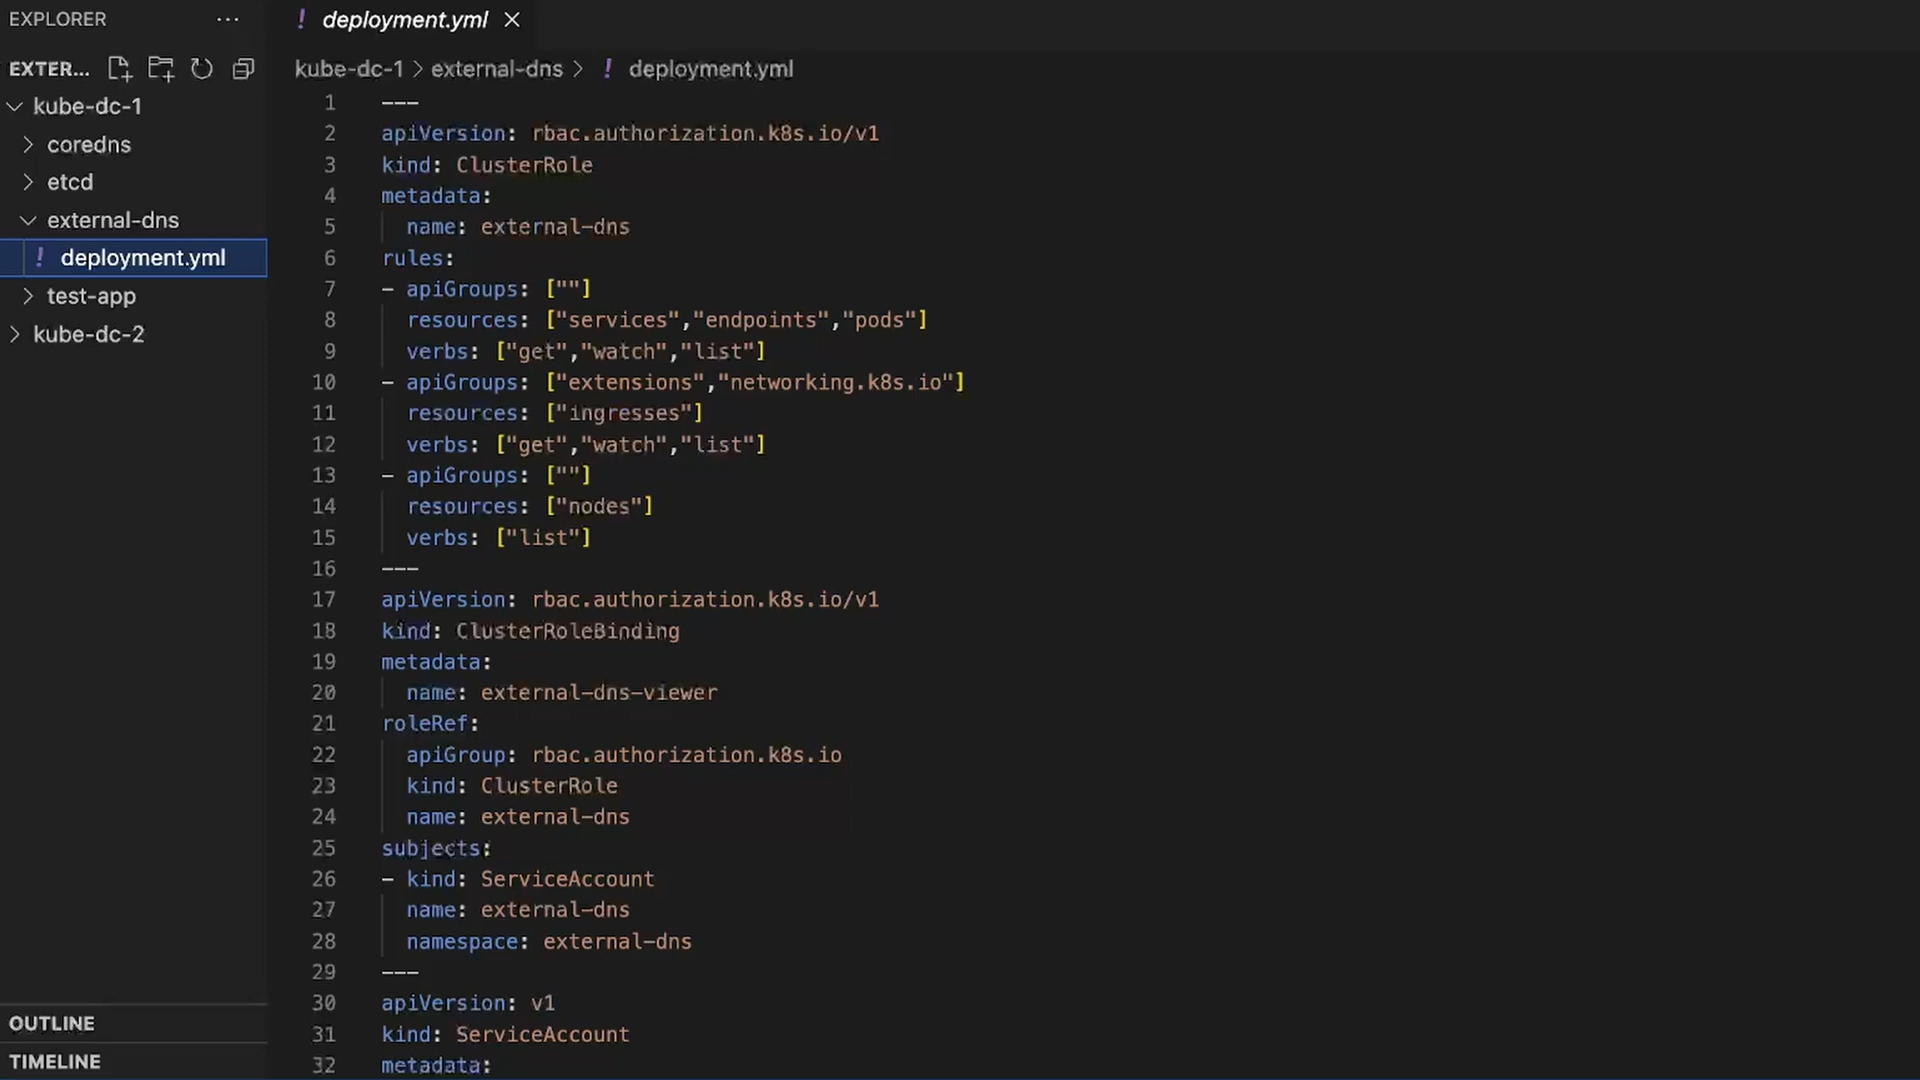 EXPLORER
EXTER...
kube-dc-1
coredns
etcd
external-dns
! deployment.yml
test-app
kube-dc-2
OUTLINE
TIMELINE
! deployment.yml
kube-dc-1 > external-dns > ! deployment.yml
1 ---
2 apiVersion: rbac.authorization.k8s.io/v1
3 kind: ClusterRole
4 metadata:
5   name: external-dns
6 rules:
7 - apiGroups: [""]
8   resources: ["services","endpoints","pods"]
9   verbs: ["get","watch","list"]
10 - apiGroups: ["extensions","networking.k8s.io"]
11   resources: ["ingresses"]
12   verbs: ["get","watch","list"]
13 - apiGroups: [""]
14   resources: ["nodes"]
15   verbs: ["list"]
16 ---
17 apiVersion: rbac.authorization.k8s.io/v1
18 kind: ClusterRoleBinding
19 metadata:
20   name: external-dns-viewer
21 roleRef:
22   apiGroup: rbac.authorization.k8s.io
23   kind: ClusterRole
24   name: external-dns
25 subjects:
26 - kind: ServiceAccount
27   name: external-dns
28   namespace: external-dns
29 ---
30 apiVersion: v1
31 kind: ServiceAccount
32 metadata: